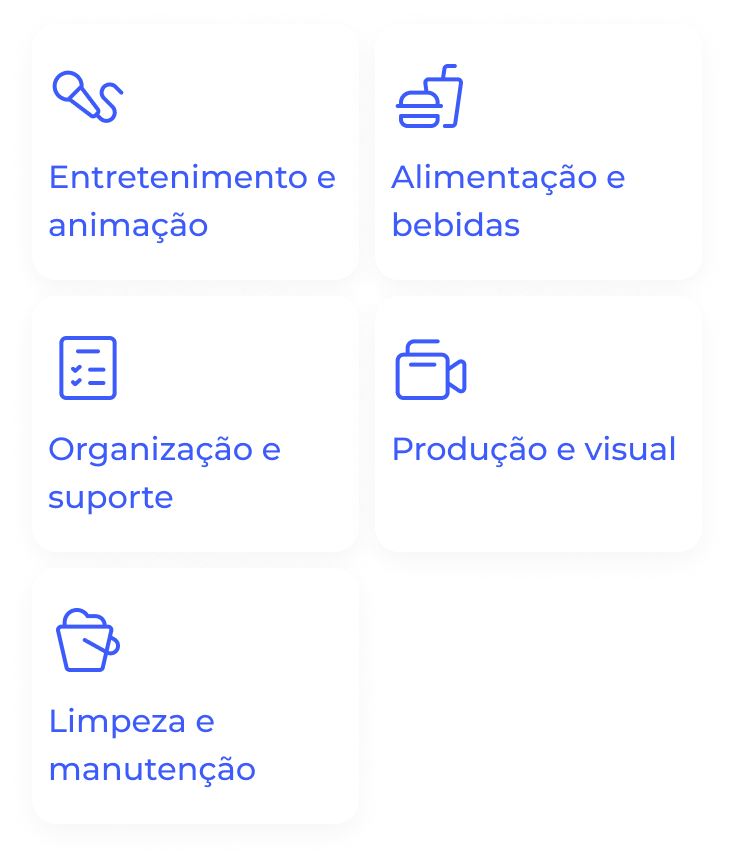 Entretenimento e
animação
Alimentação e
bebidas
Organização e
suporte
Produção e visual
Limpeza e
manutenção